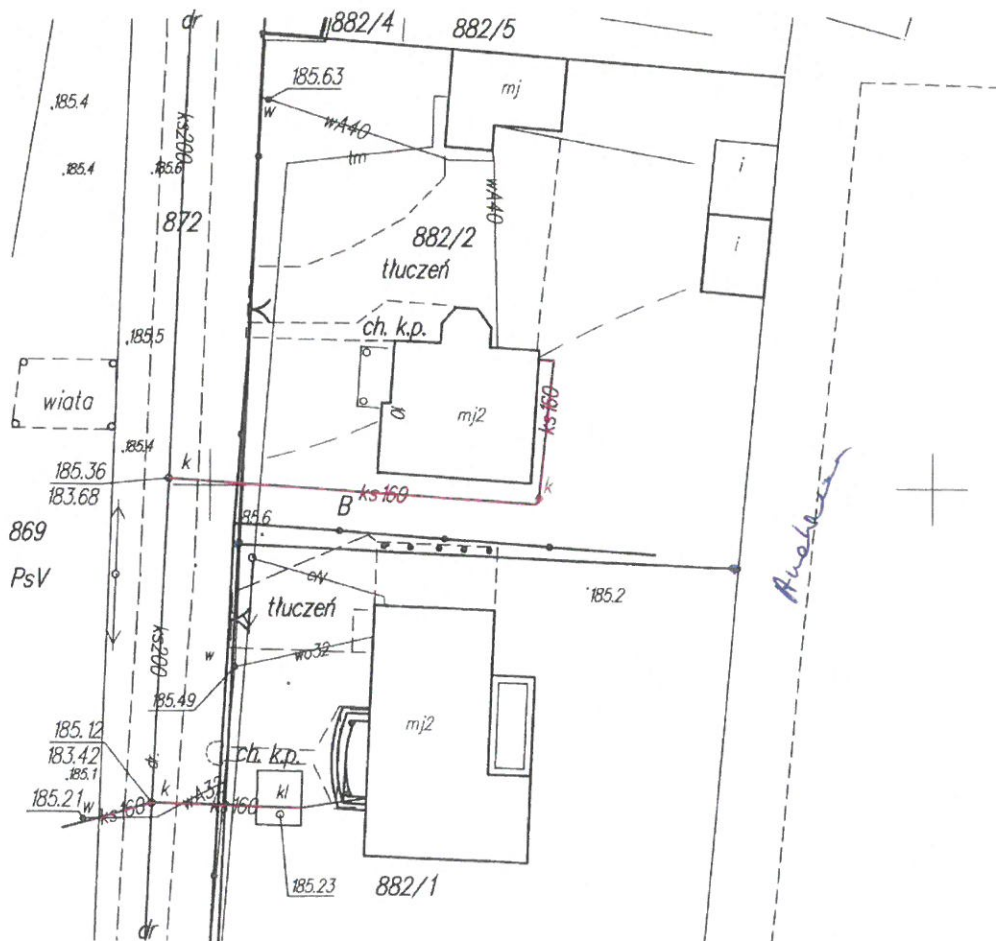 dr
882/4
882/5
185.63
mj
.185.4
w
wA40
ks200
tm
.185.4
.185.6
i
872
wA40
882/2
tłuczeń
i
.185.5
ch. k.p.
wiata
mj2
ks160
.185.4
k
185.36
183.68
ks160
k
B
85.6
869
PsV
.185.2
tłuczeń
ks200
w
wo32
185.49
mj2
185.12
183.42
ch. k.p.
.185.1
k
kl
185.21
w
ks160
wA32
ks160
185.23
882/1
dr